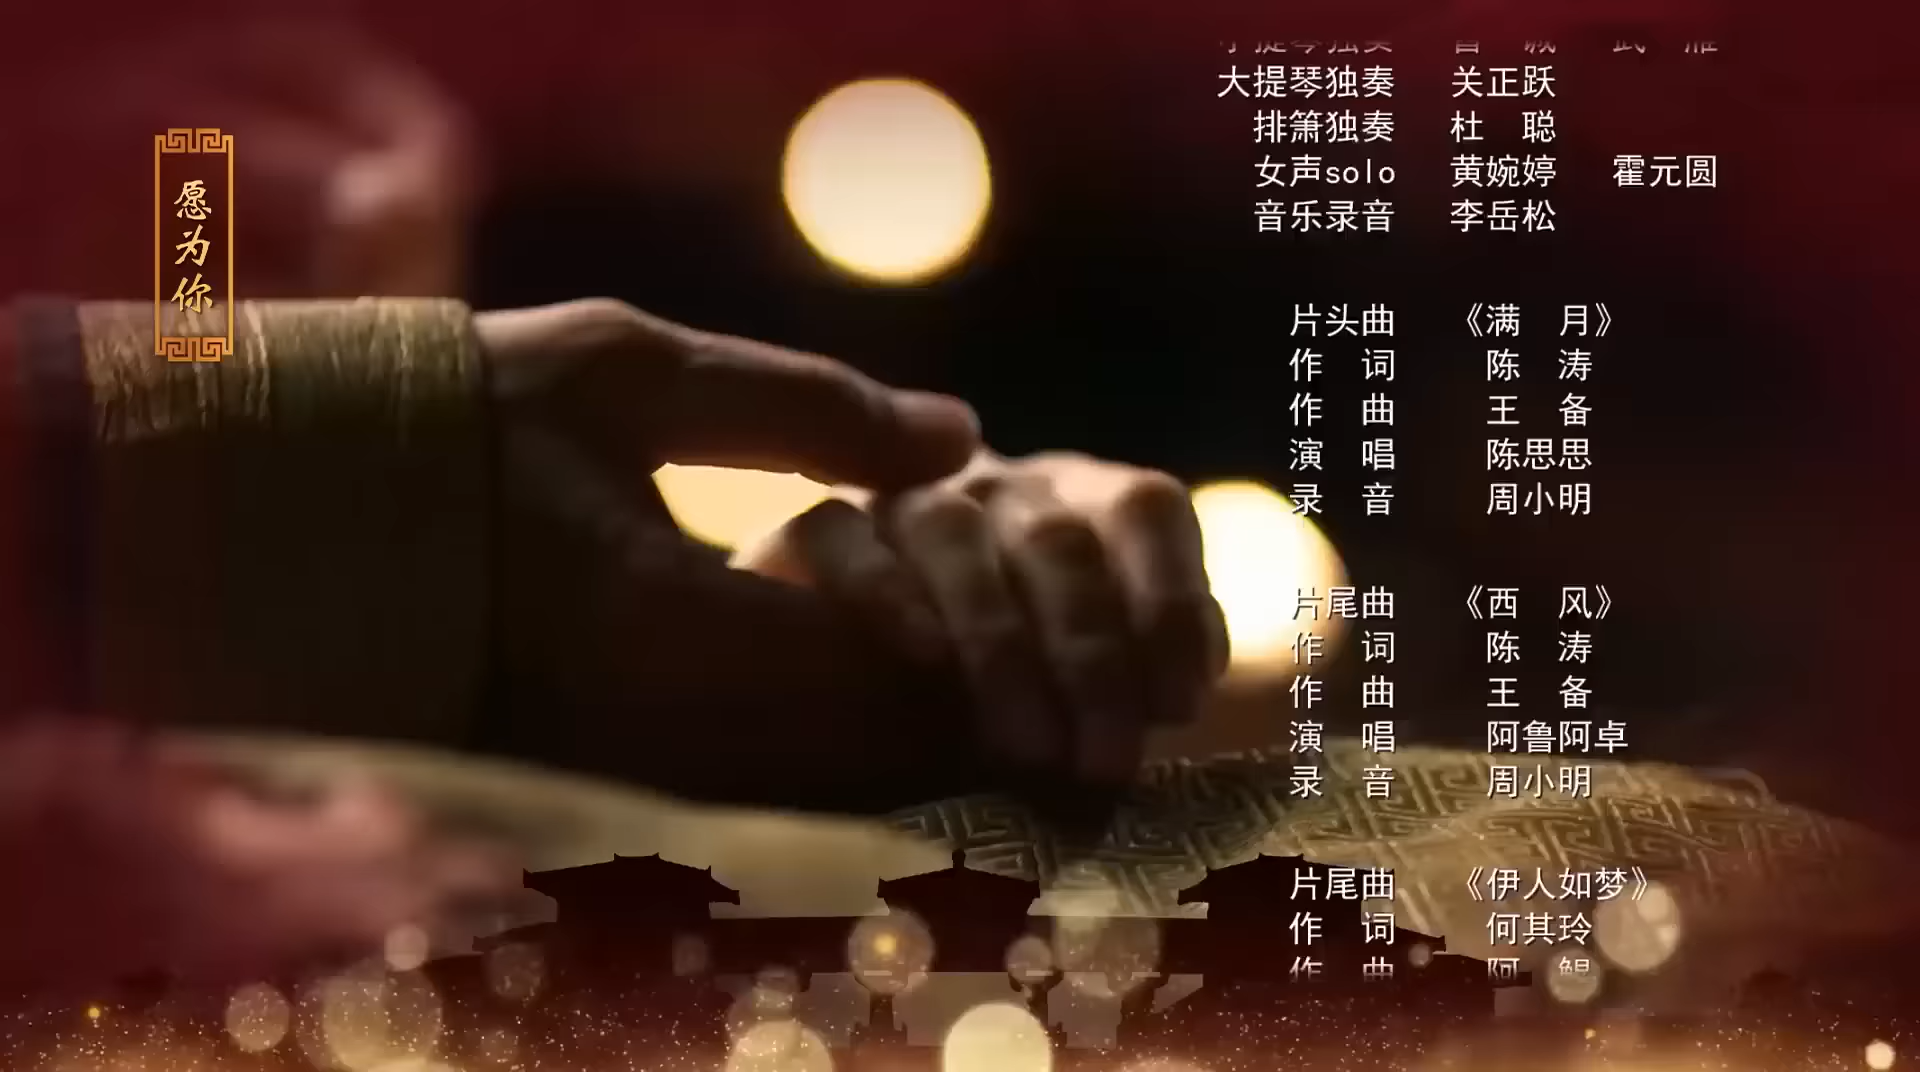 愿为你
大提琴独奏 关正跃
排箫独奏 杜 聪
女声solo 黄婉婷 霍元圆
音乐录音 李岳松
片头曲 《满 月》
作 词 陈 涛
作 曲 王 备
演 唱 陈思思
录 音 周小明
片尾曲 《西 风》
作 词 陈 涛
作 曲 王 备
演 唱 阿鲁阿卓
录 音 周小明
片尾曲 《伊人如梦》
作 词 何其玲
作 曲 阿 鲲